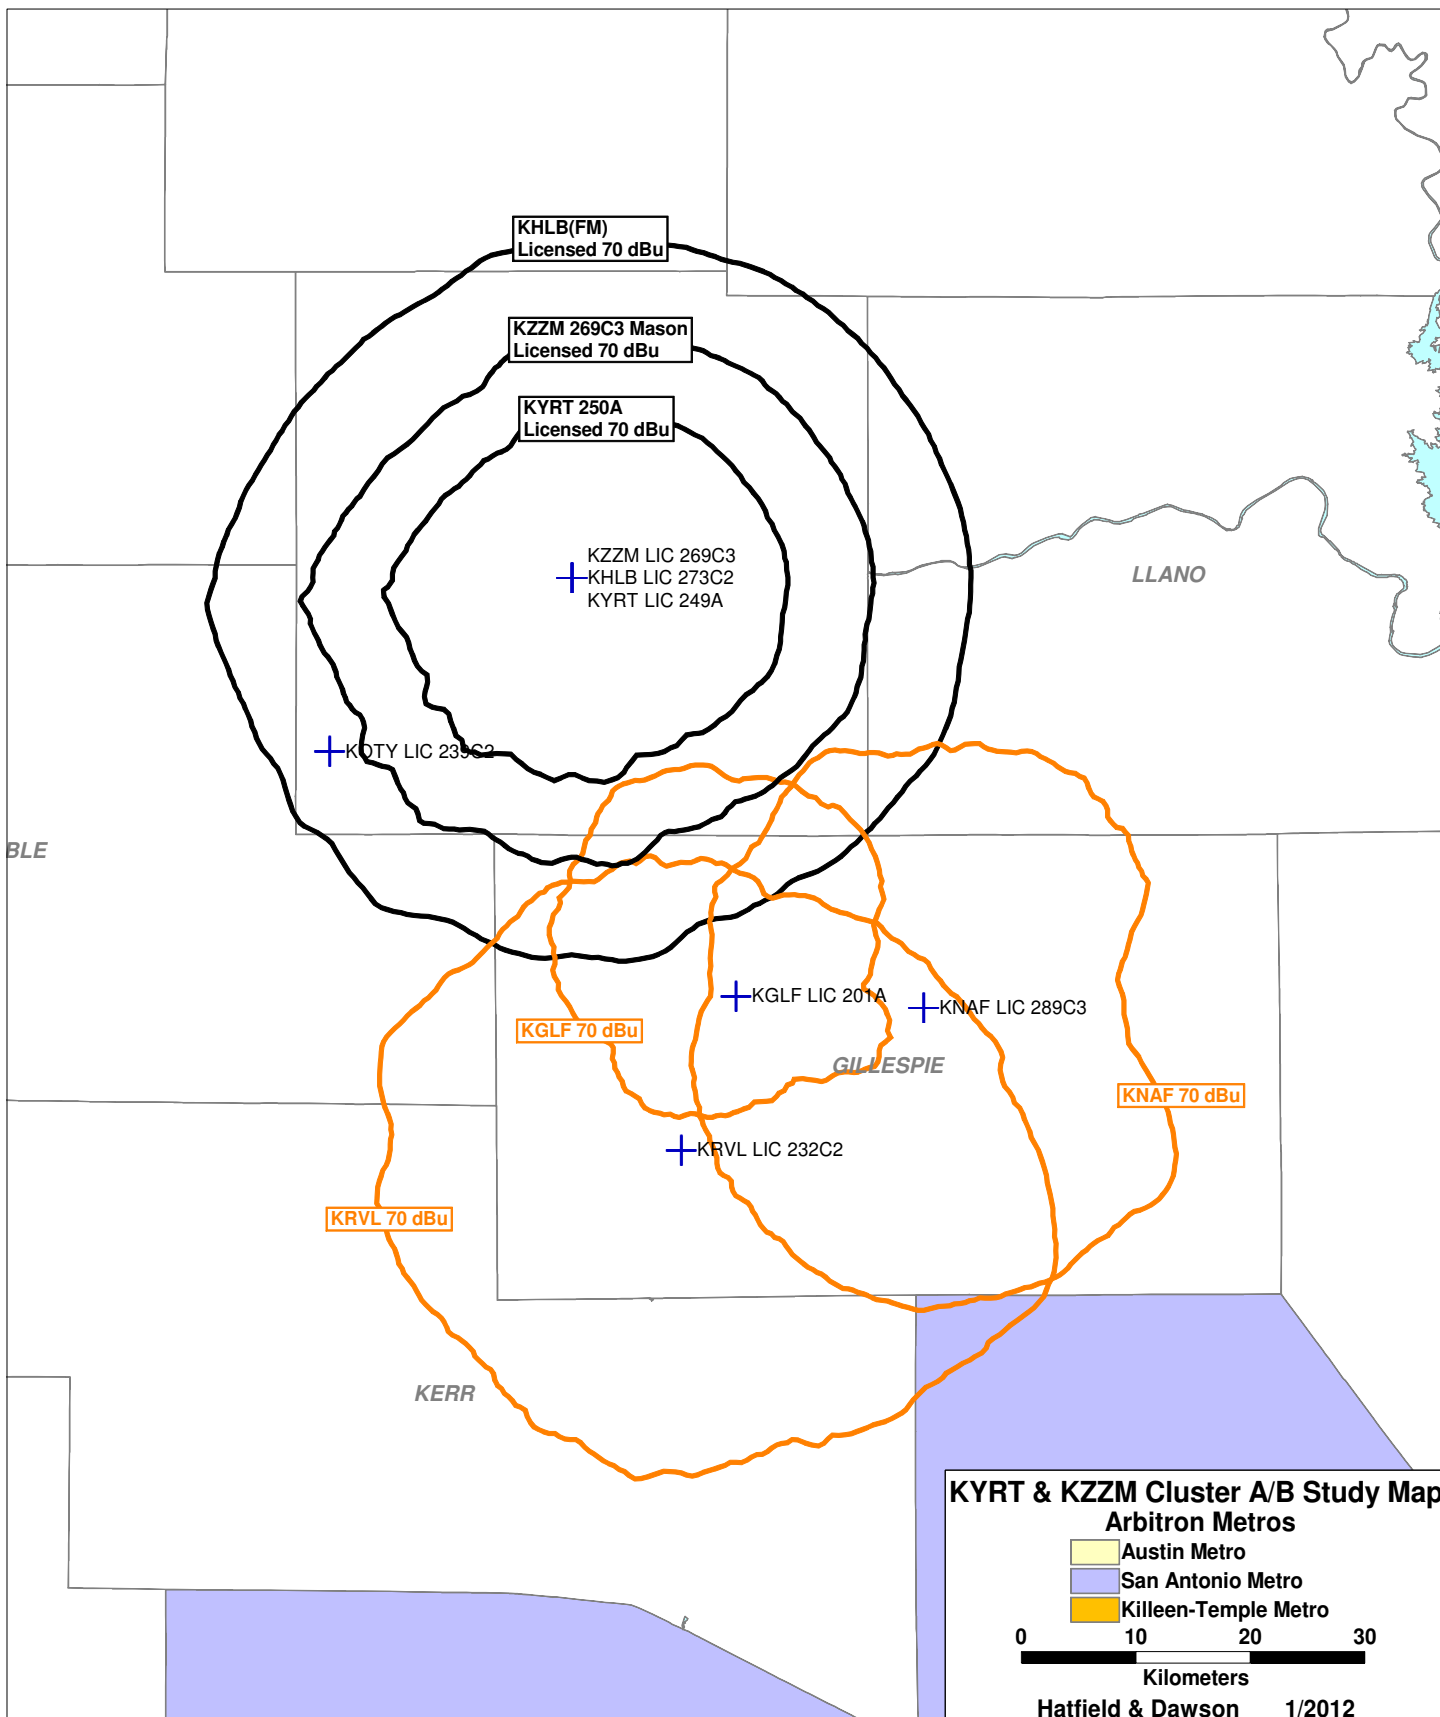 KHLB(FM)
Licensed 70 dBu
KZZM 269C3 Mason
Licensed 70 dBu
KYRT 250A
Licensed 70 dBu
KZZM LIC 269C3
KHLB LIC 273C2
KYRT LIC 249A
LLANO
KOTY LIC 239C2
BLE
KGLF LIC 201A
KNAF LIC 289C3
KGLF 70 dBu
GILLESPIE
KNAF 70 dBu
KRVL LIC 232C2
KRVL 70 dBu
KERR
KYRT & KZZM Cluster A/B Study Map
Arbitron Metros
Austin Metro
San Antonio Metro
Killeen-Temple Metro
0 10 20 30
Kilometers
Hatfield & Dawson 1/2012